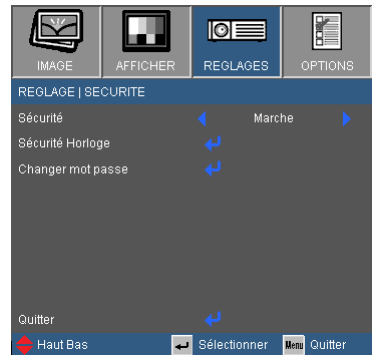 IMAGE AFFICHER REGLAGES OPTIONS
REGLAGE | SECURITE
Sécurité Marche
Sécurité Horloge
Changer mot passe
Quitter
Haut Bas Sélectionner Menu Quitter